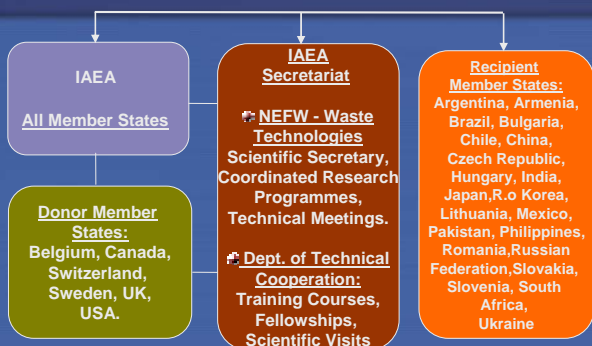 IAEA
All Member States
Donor Member
States:
Belgium, Canada,
Switzerland,
Sweden, UK,
USA.
IAEA
Secretariat
NEFW - Waste
Technologies
Scientific Secretary,
Coordinated Research
Programmes,
Technical Meetings.
Dept. of Technical
Cooperation:
Training Courses,
Fellowships,
Scientific Visits
Recipient
Member States:
Argentina, Armenia,
Brazil, Bulgaria,
Chile, China,
Czech Republic,
Hungary, India,
Japan,R.o Korea,
Lithuania, Mexico,
Pakistan, Philippines,
Romania,Russian
Federation,Slovakia,
Slovenia, South
Africa,
Ukraine